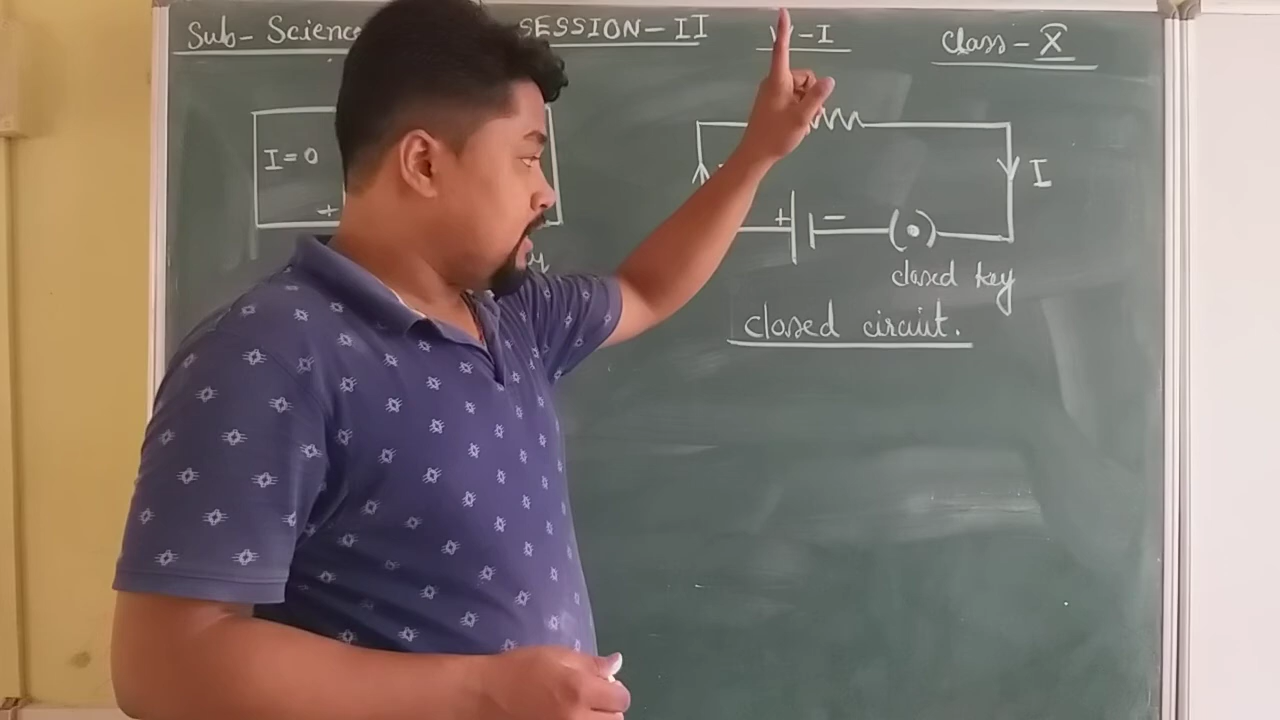 Sub- Science SESSION-II -I Class - X
I = 0
+
I
+ -
closed key
closed circuit.